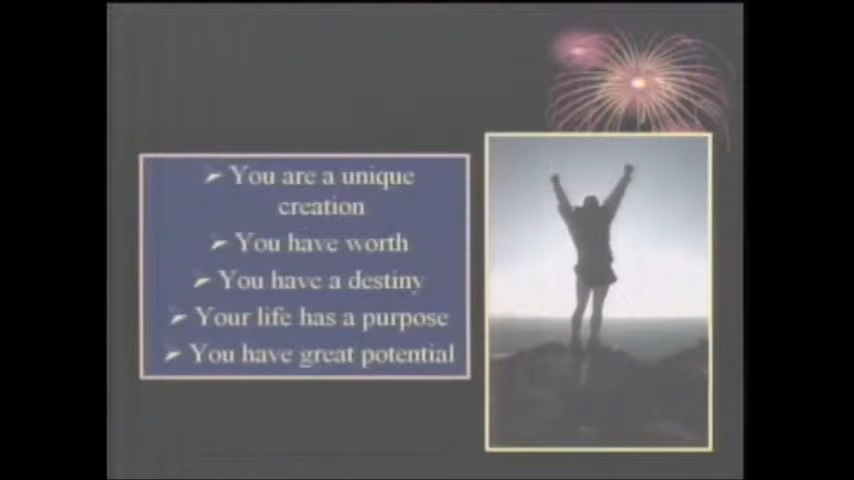 ➢ You are a unique
creation
➢ You have worth
➢ You have a destiny
➢ Your life has a purpose
➢ You have great potential